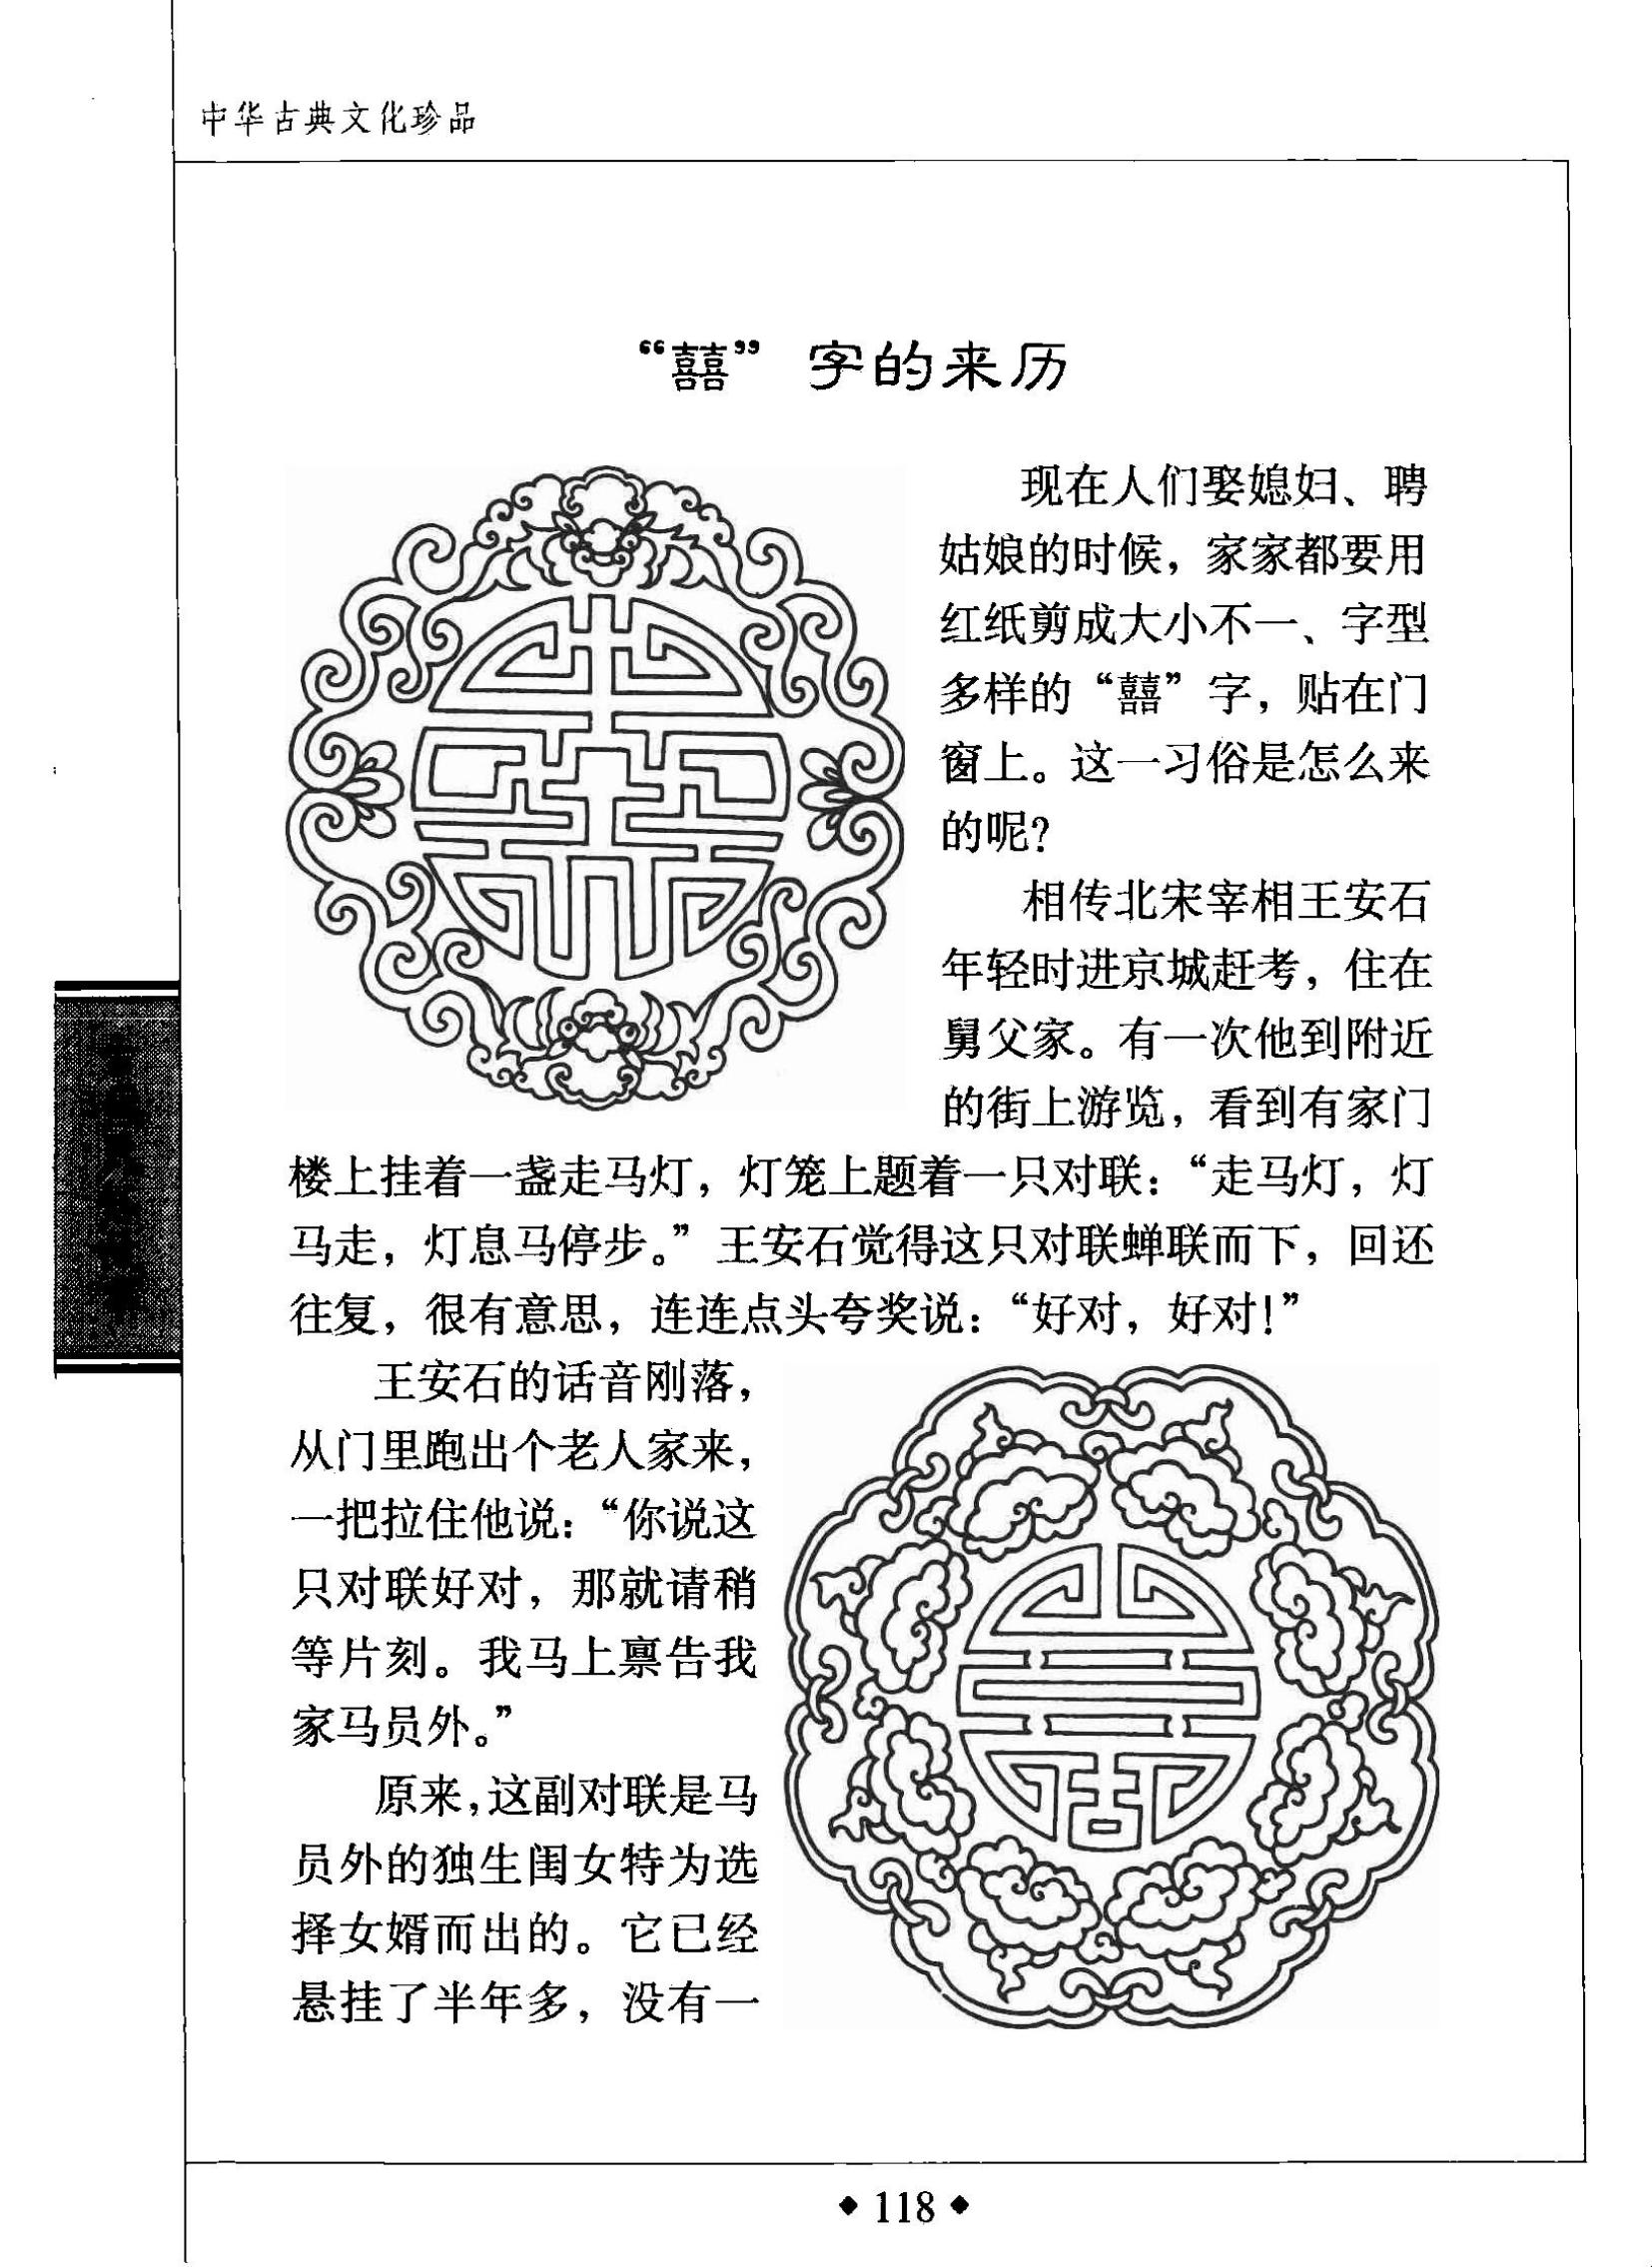 中华古典文化珍品
“囍” 字的来历
现在人们娶媳妇、聘
姑娘的时候，家家都要用
红纸剪成大小不一、字型
多样的“囍”字，贴在门
窗上。这一习俗是怎么来
的呢？
相传北宋宰相王安石
年轻时进京城赶考，住在
舅父家。有一次他到附近
的街上游览，看到有家门
楼上挂着一盏走马灯，灯笼上题着一只对联：“走马灯，灯
马走，灯息马停步。”王安石觉得这只对联蝉联而下，回还
往复，很有意思，连连点头夸奖说：“好对，好对！”
王安石的话音刚落，
从门里跑出个老人家来，
一把拉住他说：“你说这
只对联好对，那就请稍
等片刻。我马上禀告我
家马员外。”
原来，这副对联是马
员外的独生闺女特为选
择女婿而出的。它已经
悬挂了半年多，没有一
◆ 118 ◆